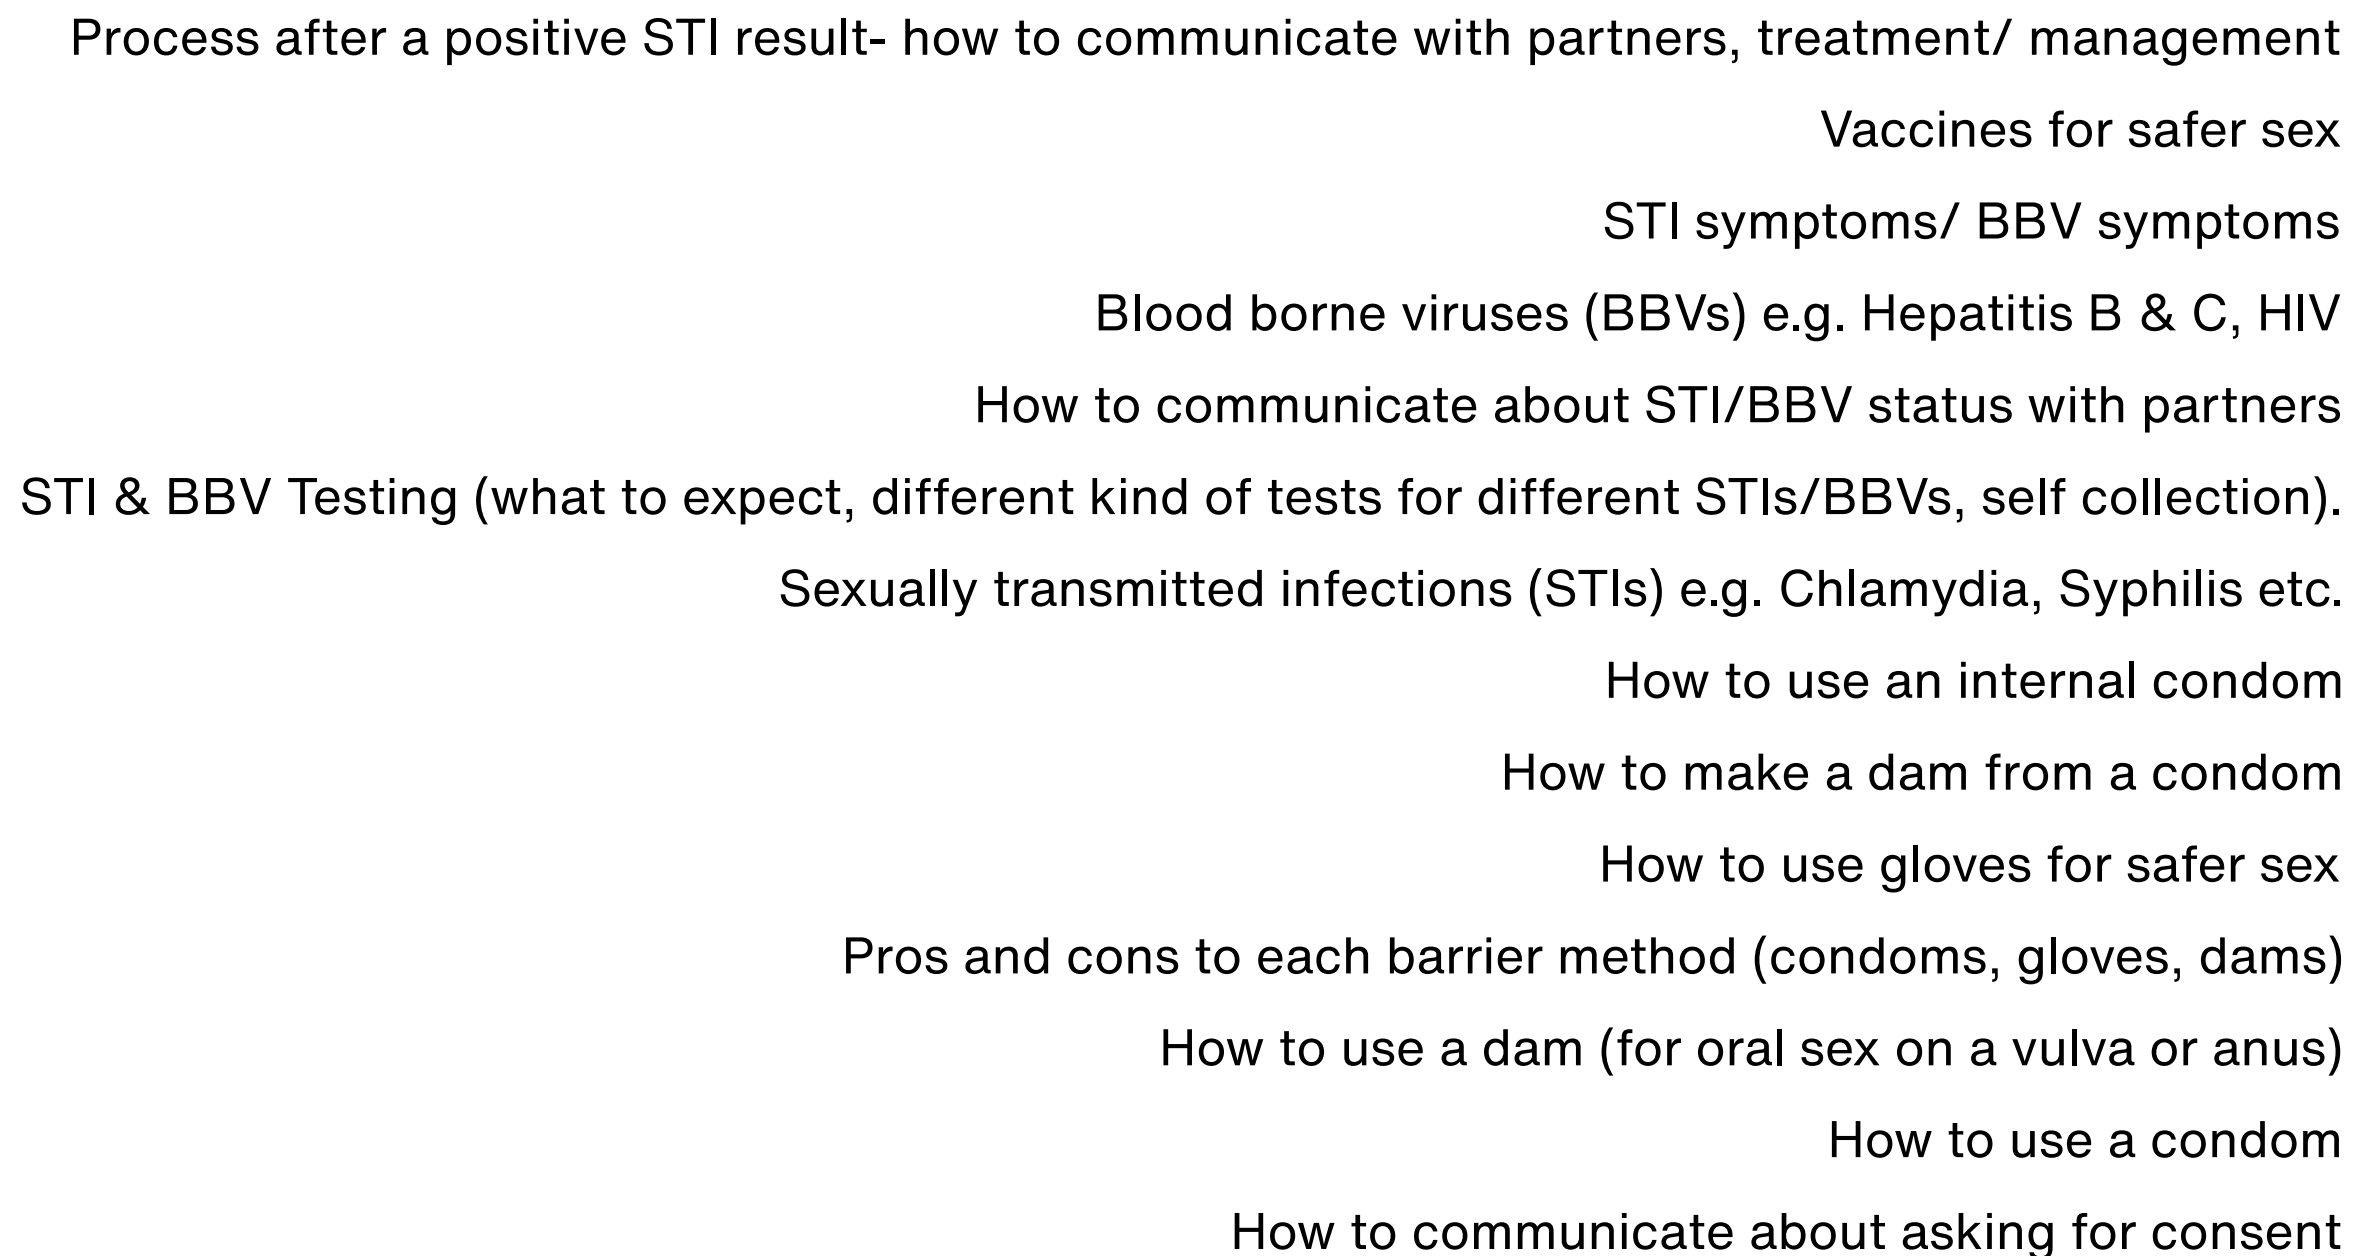 Process after a positive STI result- how to communicate with partners, treatment/ management
Vaccines for safer sex
STI symptoms/ BBV symptoms
Blood borne viruses (BBVs) e.g. Hepatitis B & C, HIV
How to communicate about STI/BBV status with partners
STI & BBV Testing (what to expect, different kind of tests for different STIs/BBVs, self collection).
Sexually transmitted infections (STIs) e.g. Chlamydia, Syphilis etc.
How to use an internal condom
How to make a dam from a condom
How to use gloves for safer sex
Pros and cons to each barrier method (condoms, gloves, dams)
How to use a dam (for oral sex on a vulva or anus)
How to use a condom
How to communicate about asking for consent